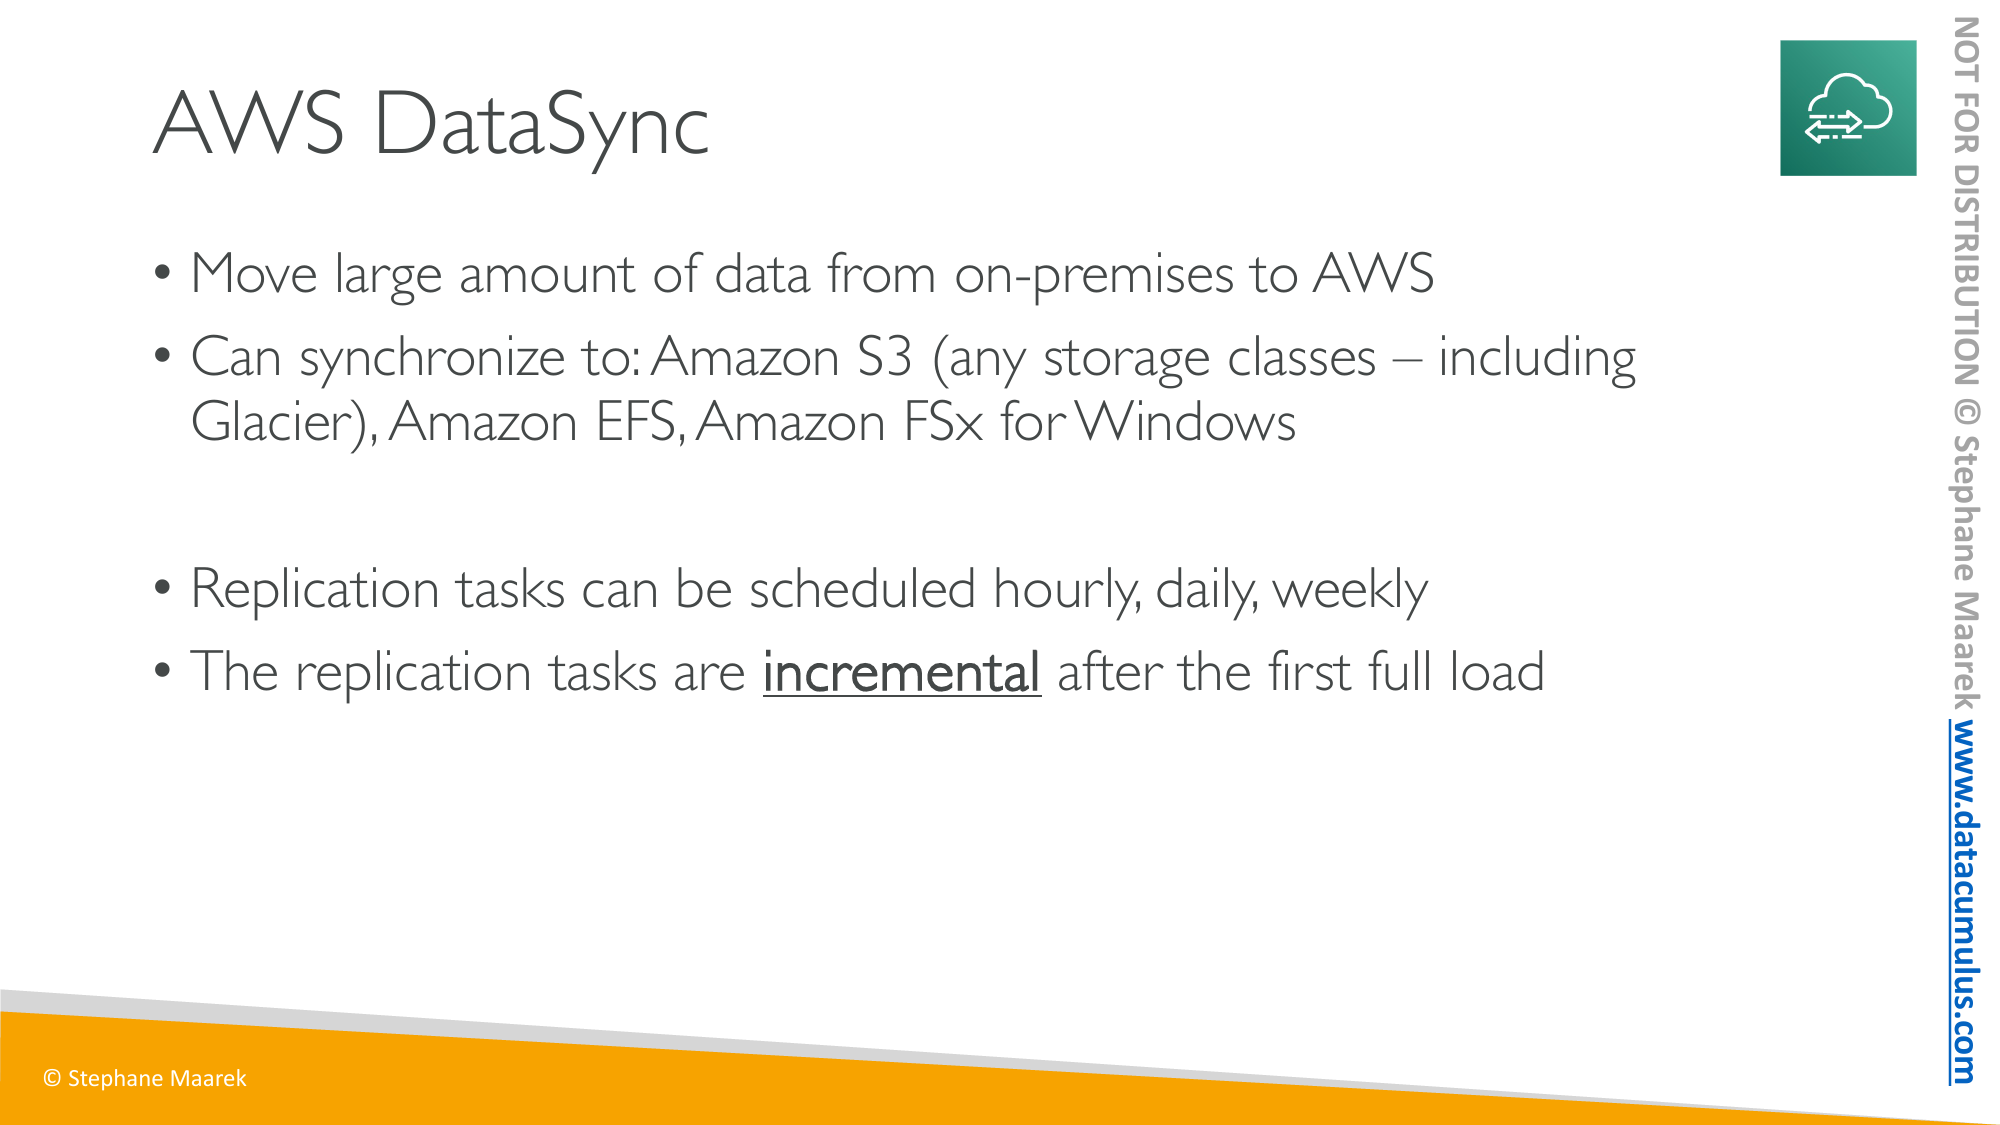 AWS DataSync
• Move large amount of data from on-premises to AWS
• Can synchronize to: Amazon S3 (any storage classes – including
Glacier), Amazon EFS, Amazon FSx for Windows
• Replication tasks can be scheduled hourly, daily, weekly
• The replication tasks are incremental after the first full load
© Stephane Maarek
NOT FOR DISTRIBUTION © Stephane Maarek www.datacumulus.com